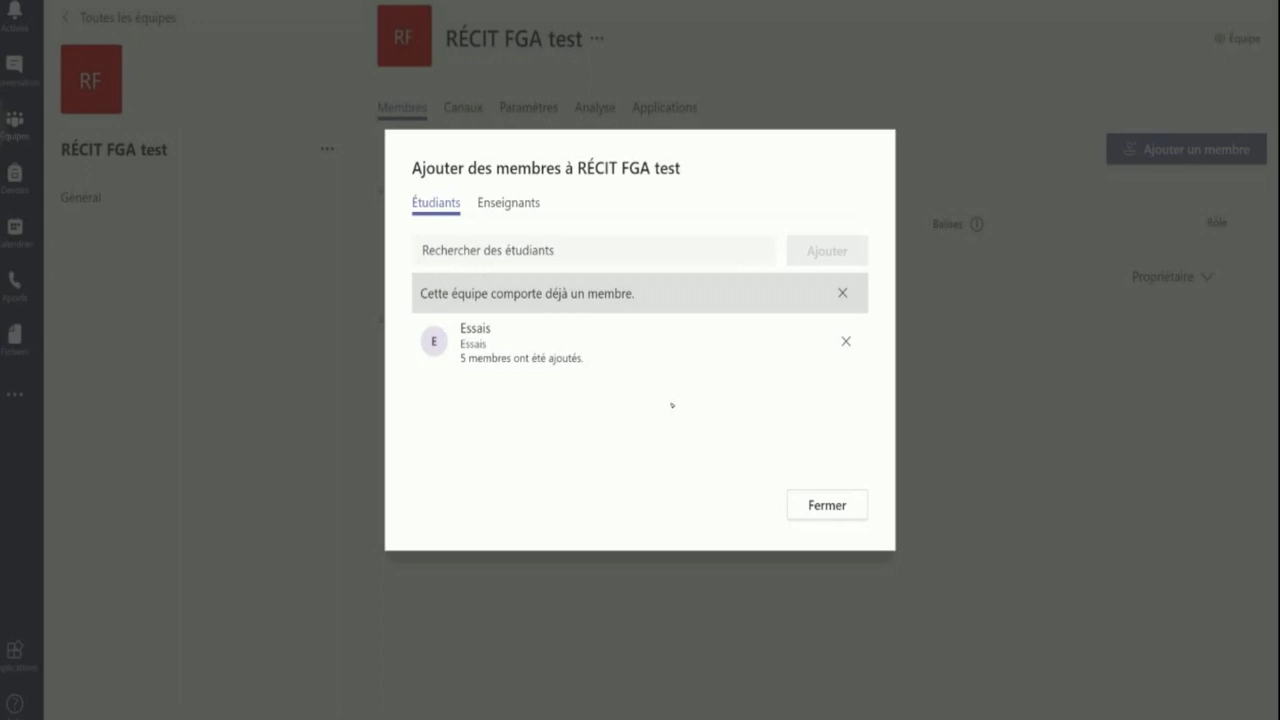 Toutes les équipes
RF
RÉCIT FGA test
Équipe
RF
Membres Canaux Paramètres Analyse Applications
RÉCIT FGA test
Ajouter un membre
Général
Balises
Rôle
Propriétaire
Ajouter des membres à RÉCIT FGA test
Étudiants Enseignants
Rechercher des étudiants
Ajouter
Cette équipe comporte déjà un membre.
E
Essais
Essais
5 membres ont été ajoutés.
Fermer